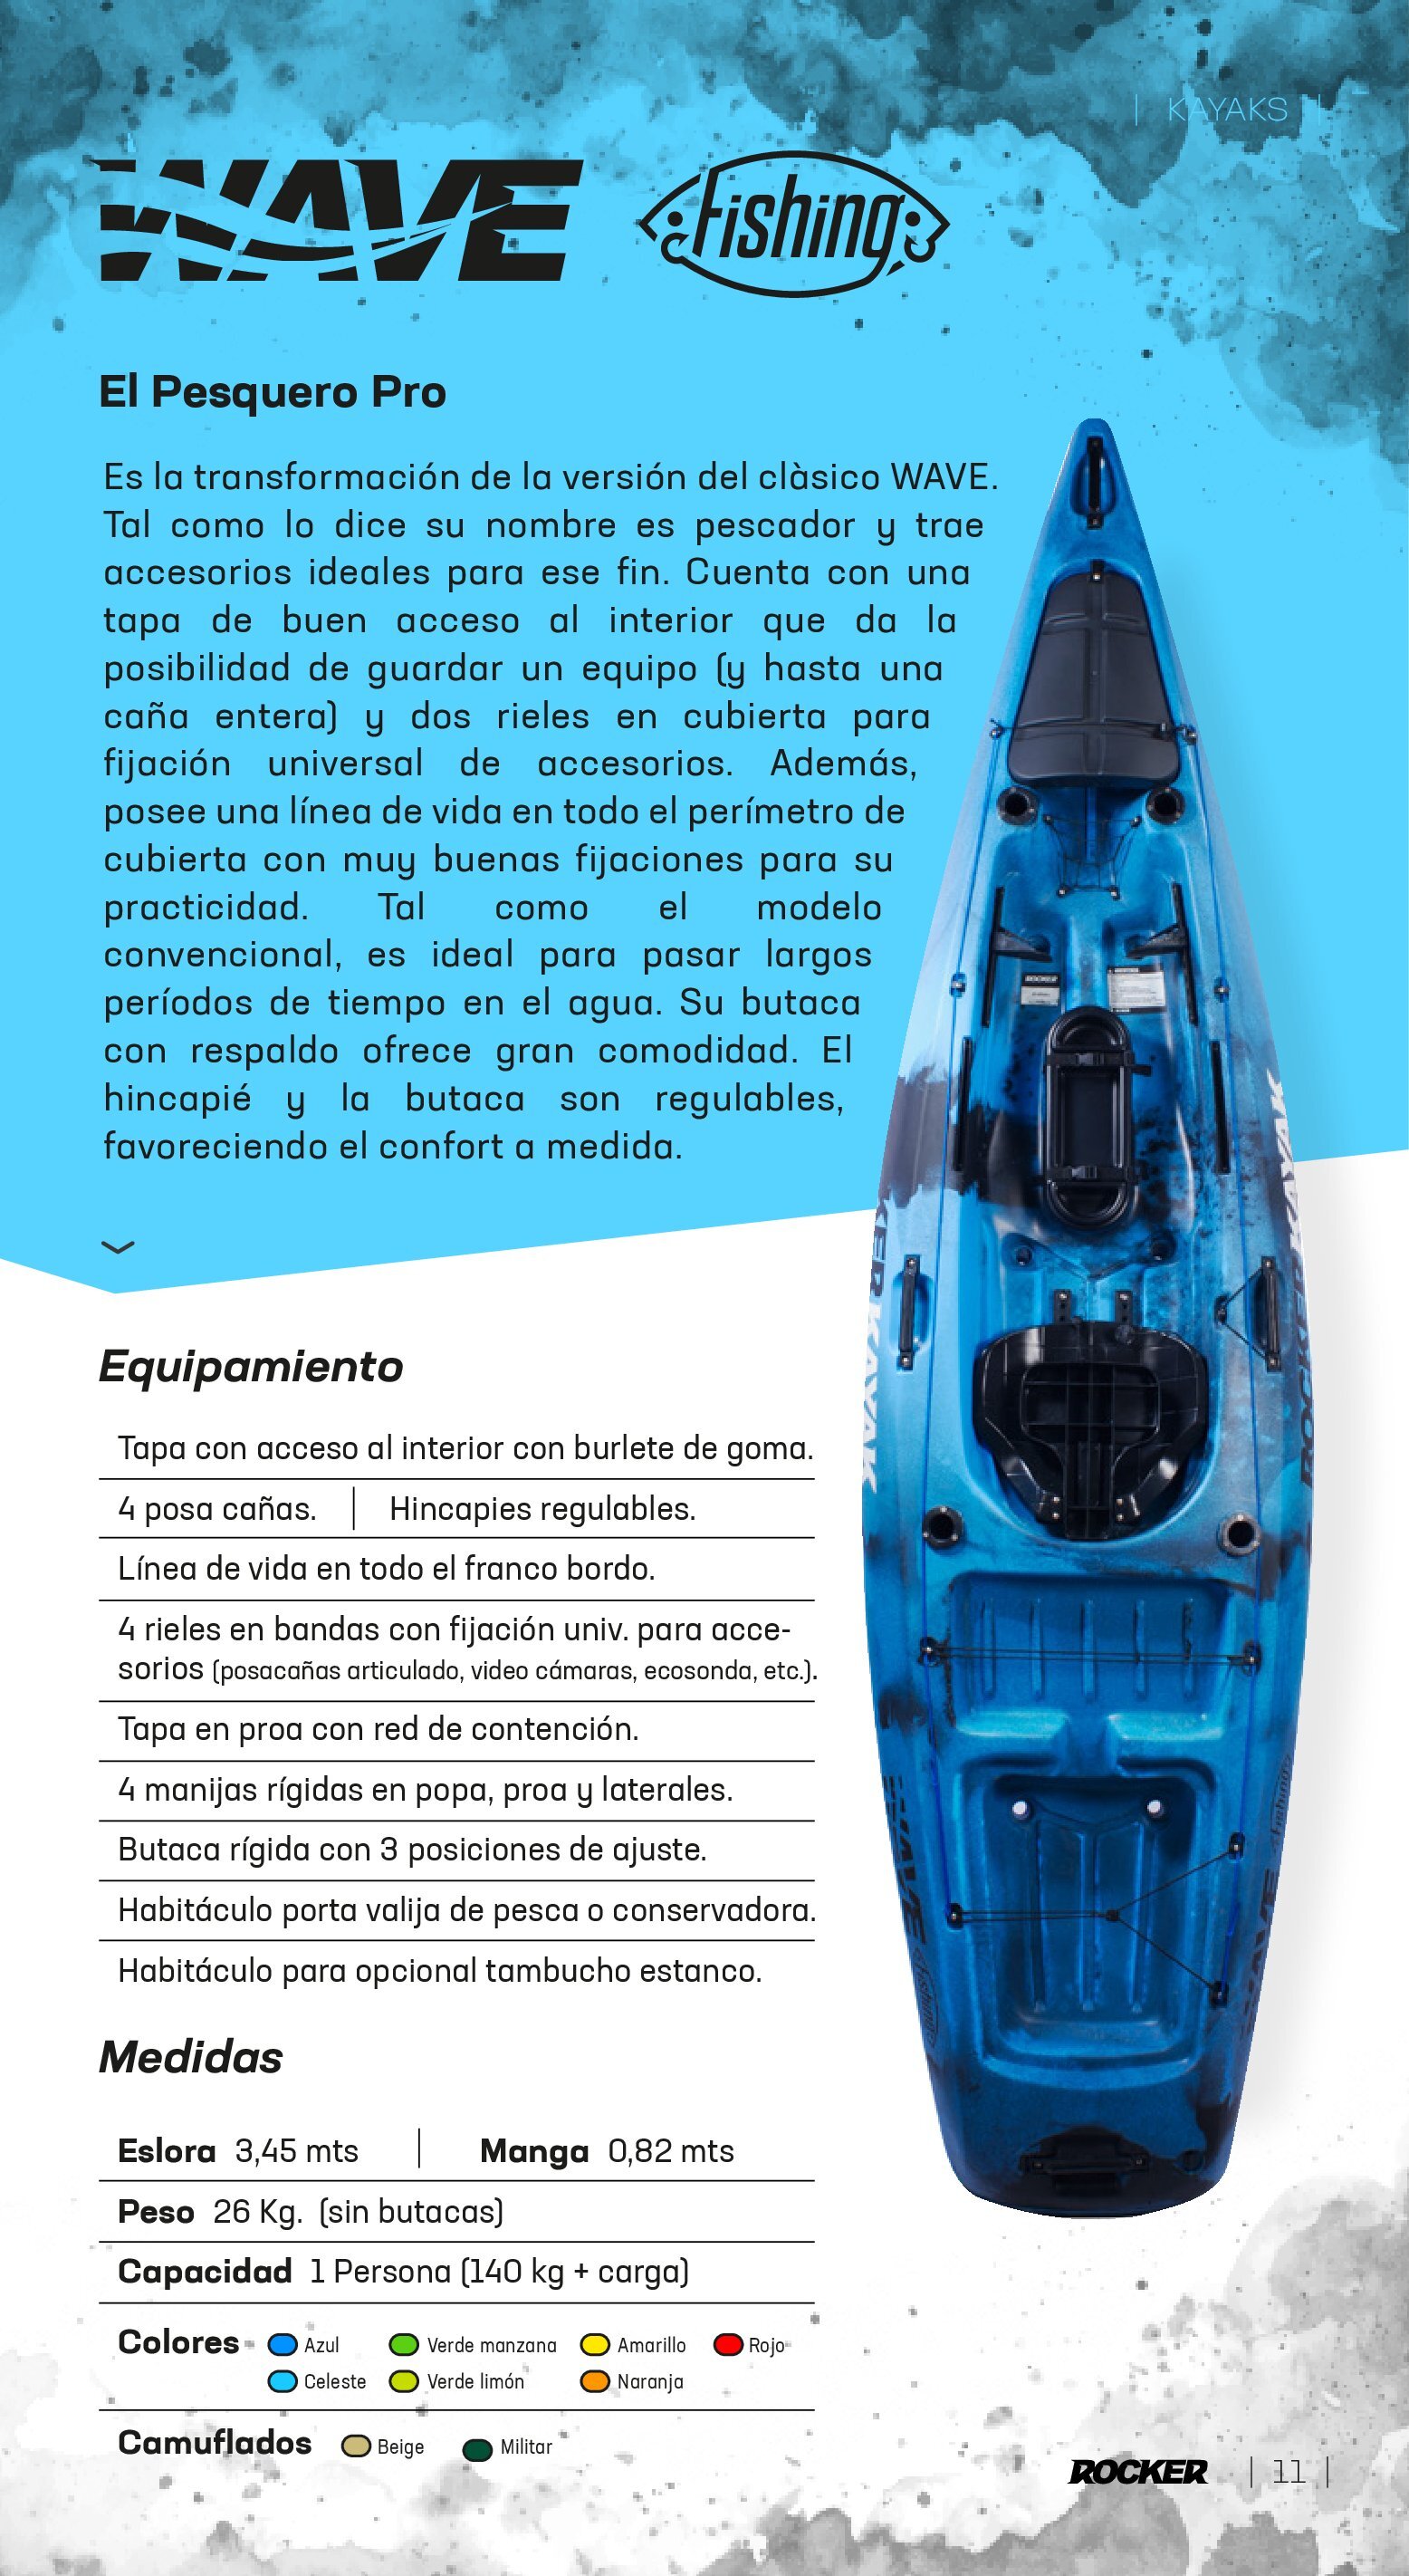 | KAYAKS |
WAVE Fishing
El Pesquero Pro
Es la transformación de la versión del clàsico WAVE.
Tal como lo dice su nombre es pescador y trae
accesorios ideales para ese fin. Cuenta con una
tapa de buen acceso al interior que da la
posibilidad de guardar un equipo (y hasta una
caña entera) y dos rieles en cubierta para
fijación universal de accesorios. Además,
posee una línea de vida en todo el perímetro de
cubierta con muy buenas fijaciones para su
practicidad. Tal como el modelo
convencional, es ideal para pasar largos
períodos de tiempo en el agua. Su butaca
con respaldo ofrece gran comodidad. El
hincapié y la butaca son regulables,
favoreciendo el confort a medida.
Equipamiento
Tapa con acceso al interior con burlete de goma.
4 posa cañas. | Hincapies regulables.
Línea de vida en todo el franco bordo.
4 rieles en bandas con fijación univ. para acce-
sorios (posacañas articulado, video cámaras, ecosonda, etc.).
Tapa en proa con red de contención.
4 manijas rígidas en popa, proa y laterales.
Butaca rígida con 3 posiciones de ajuste.
Habitáculo porta valija de pesca o conservadora.
Habitáculo para opcional tambucho estanco.
Medidas
Eslora 3,45 mts | Manga 0,82 mts
Peso 26 Kg. (sin butacas)
Capacidad 1 Persona (140 kg + carga)
Colores Azul Verde manzana Amarillo Rojo
Celeste Verde limón Naranja
Camuflados Beige Militar
ROCKER | 11 |
ROCKER KAYAK
KAYAK
WAVE Fishing
WAVE Fishing